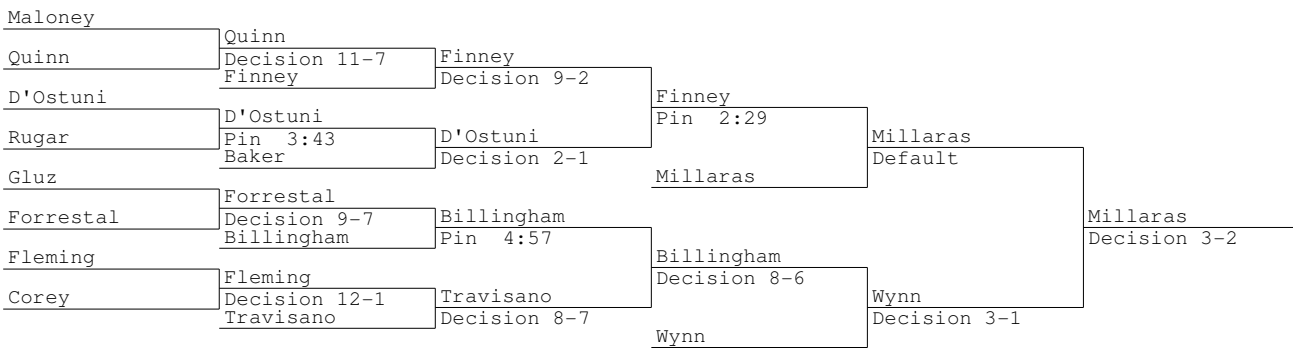 Maloney
Quinn
Quinn
Decision 11-7
Finney
Finney
Decision 9-2
D'Ostuni
Finney
Pin 2:29
D'Ostuni
Rugar
Pin 3:43
D'Ostuni
Millaras
Baker
Decision 2-1
Default
Gluz
Millaras
Forrestal
Forrestal
Decision 9-7
Billingham
Millaras
Billingham
Pin 4:57
Decision 3-2
Fleming
Billingham
Fleming
Decision 8-6
Corey
Decision 12-1
Travisano
Wynn
Travisano
Decision 8-7
Decision 3-1
Wynn